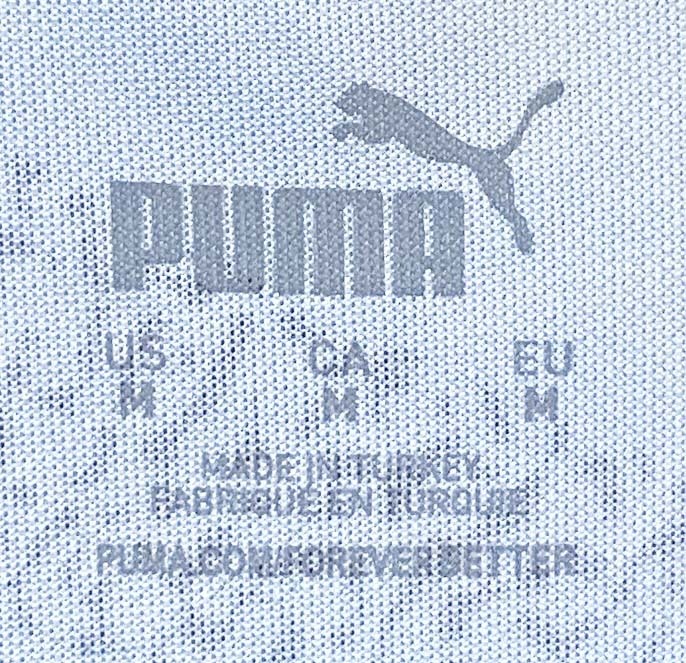 PUMA
US CA EU
M M M
MADE IN TURKEY
FABRIQUÉ EN TURQUIE
PUMA.COM/FOREVERBETTER